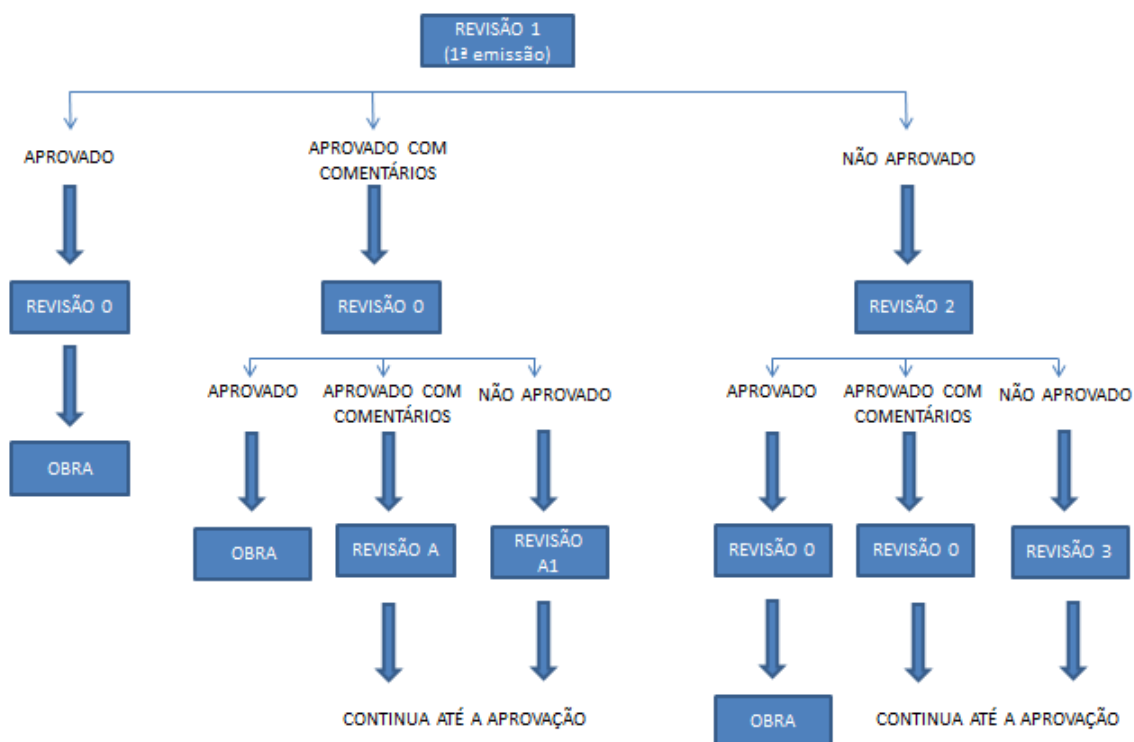 REVISÃO 1
(1ª emissão)
APROVADO
APROVADO COM
COMENTÁRIOS
NÃO APROVADO
REVISÃO 0
REVISÃO 0
REVISÃO 2
APROVADO
APROVADO COM
COMENTÁRIOS
NÃO APROVADO
APROVADO
APROVADO COM
COMENTÁRIOS
NÃO APROVADO
OBRA
OBRA
REVISÃO A
REVISÃO
A1
REVISÃO 0
REVISÃO 0
REVISÃO 3
CONTINUA ATÉ A APROVAÇÃO
OBRA
CONTINUA ATÉ A APROVAÇÃO